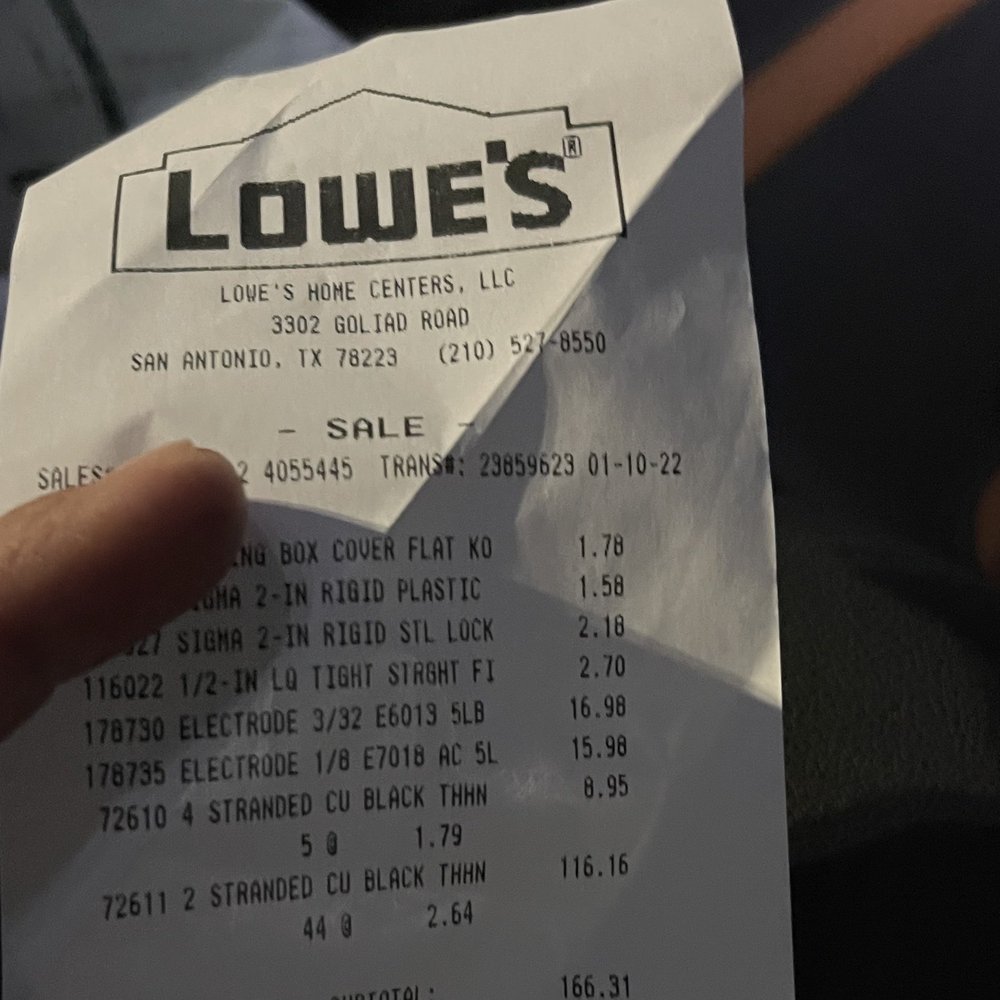 LOWE'S®
LOWE'S HOME CENTERS, LLC
3302 GOLIAD ROAD
SAN ANTONIO, TX 78223 (210) 527-8550
- SALE -
SALES 2 4055445 TRANS#: 23859623 01-10-22
BOX COVER FLAT KO 1.78
2-IN RIGID PLASTIC 1.58
SIGMA 2-IN RIGID STL LOCK 2.18
116022 1/2-IN LQ TIGHT STRGHT FI 2.70
178730 ELECTRODE 3/32 E6013 5LB 16.98
178735 ELECTRODE 1/8 E7018 AC 5L 15.98
72610 4 STRANDED CU BLACK THHN 8.95
5 @ 1.79
72611 2 STRANDED CU BLACK THHN 116.16
44 @ 2.64
SUBTOTAL: 166.31